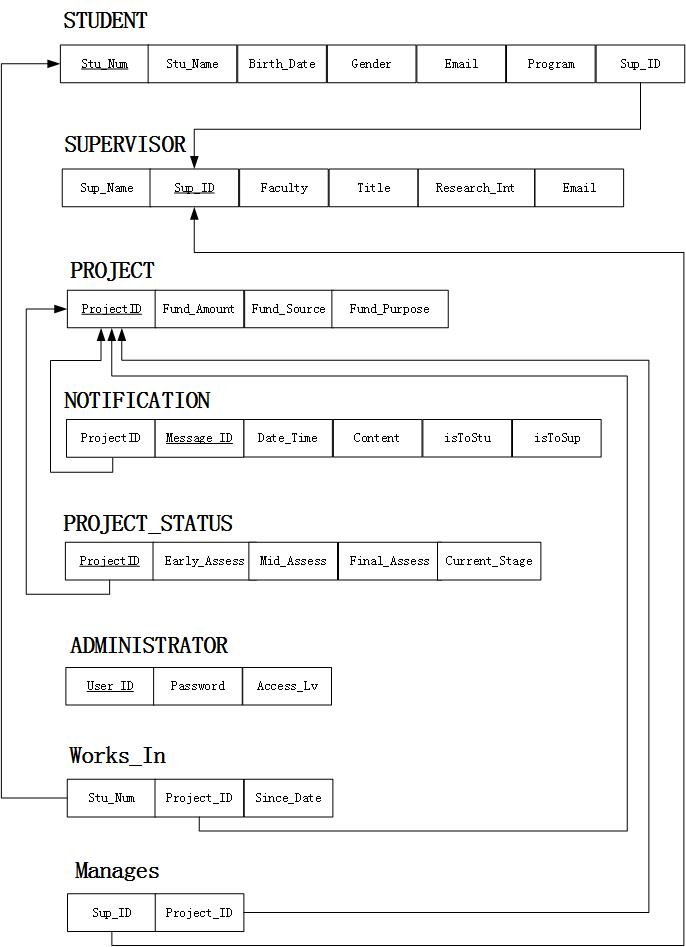 STUDENT
Stu_Num Stu_Name Birth_Date Gender Email Program Sup_ID
SUPERVISOR
Sup_Name Sup_ID Faculty Title Research_Int Email
PROJECT
ProjectID Fund_Amount Fund_Source Fund_Purpose
NOTIFICATION
ProjectID Message_ID Date_Time Content isToStu isToSup
PROJECT_STATUS
ProjectID Early_Assess Mid_Assess Final_Assess Current_Stage
ADMINISTRATOR
User_ID Password Access_Lv
Works_In
Stu_Num Project_ID Since_Date
Manages
Sup_ID Project_ID